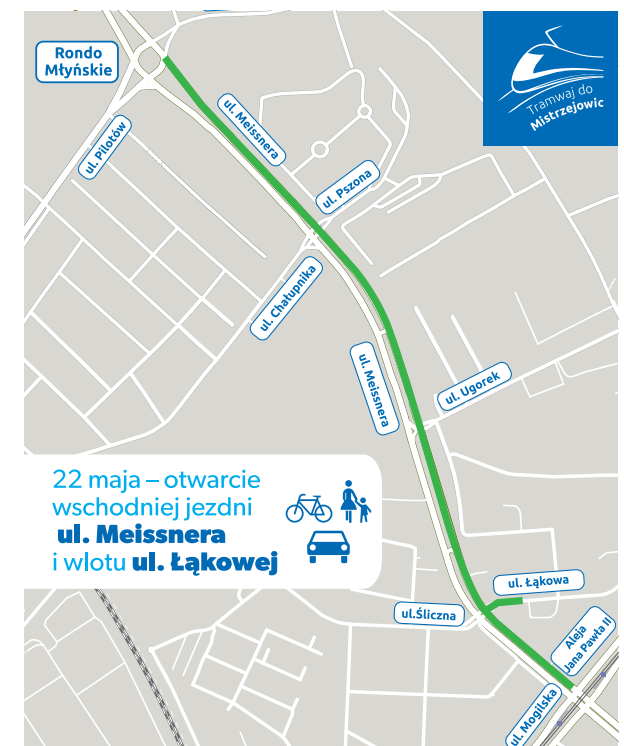 Rondo
Młyńskie
Tramwaj do
Mistrzejowic
ul. Meissnera
ul. Pilotów
ul. Pszona
ul. Chałupnika
ul. Meissnera
ul. Ugorek
22 maja – otwarcie
wschodniej jezdni
ul. Meissnera
i wlotu ul. Łąkowej
ul. Łąkowa
ul.Śliczna
Aleja
Jana Pawła II
ul. Mogilska